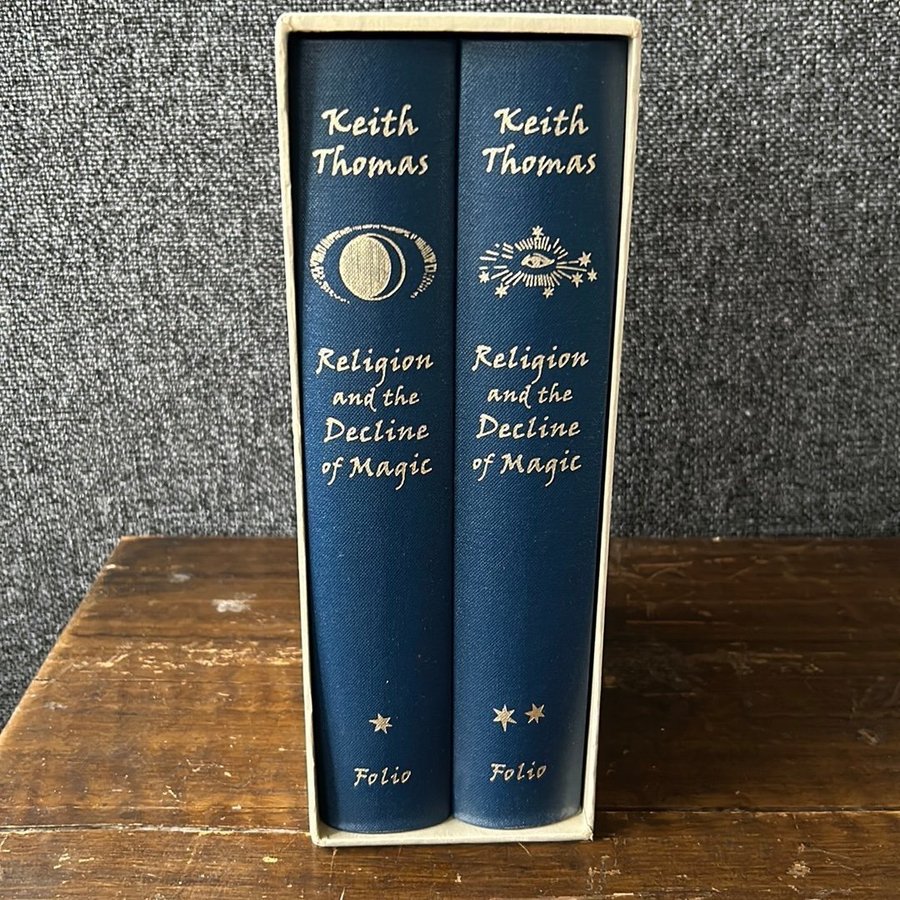 Keith
Thomas
Religion
and the
Decline
of Magic
Folio
Keith
Thomas
Religion
and the
Decline
of Magic
Folio